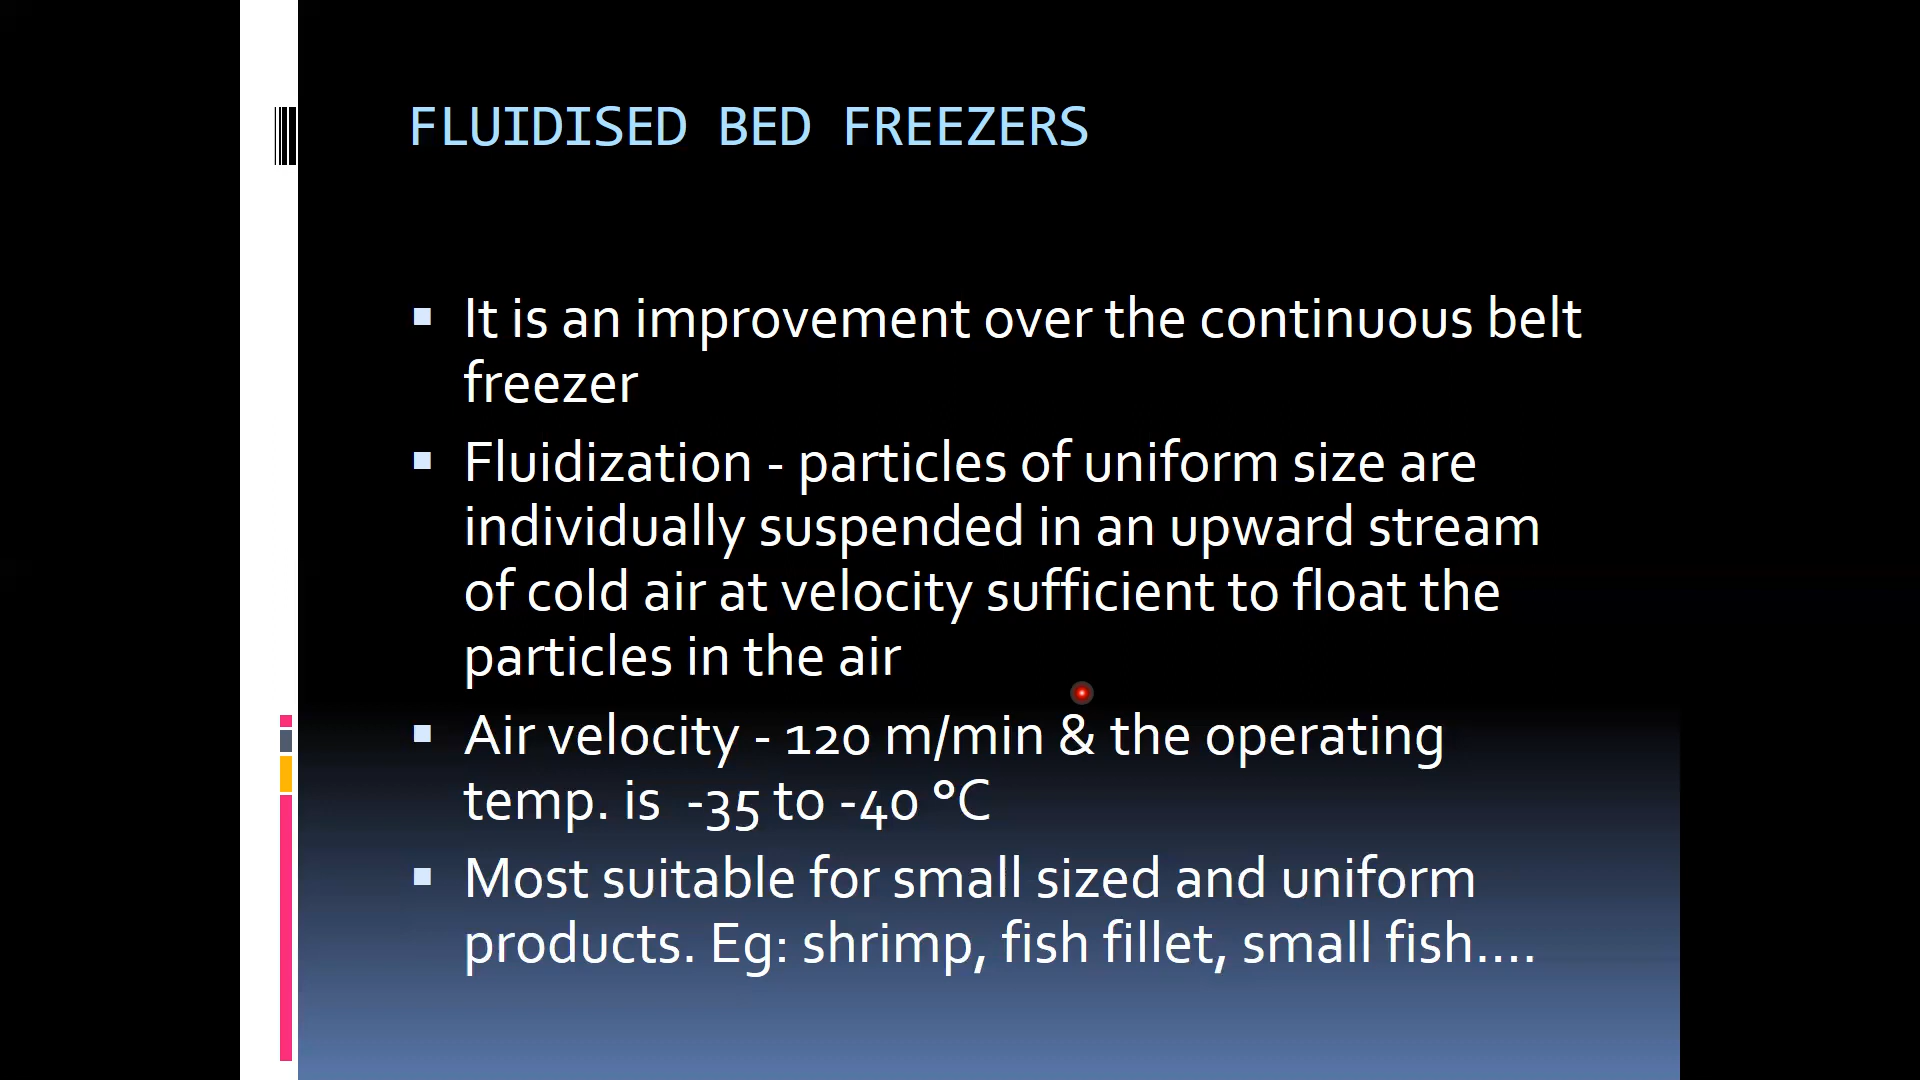 FLUIDISED BED FREEZERS
It is an improvement over the continuous belt
freezer
Fluidization - particles of uniform size are
individually suspended in an upward stream
of cold air at velocity sufficient to float the
particles in the air
Air velocity - 120 m/min & the operating
temp. is  -35 to -40 °C
Most suitable for small sized and uniform
products. Eg: shrimp, fish fillet, small fish....